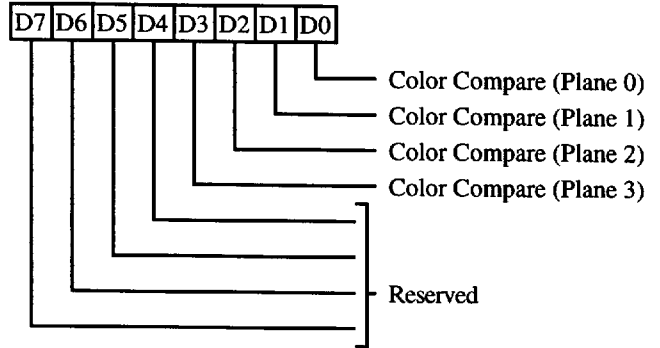 D7 D6 D5 D4 D3 D2 D1 D0
Color Compare (Plane 0)
Color Compare (Plane 1)
Color Compare (Plane 2)
Color Compare (Plane 3)
Reserved